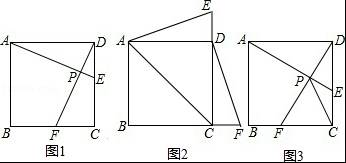 A D P E B F C 图1
E A D B C F 图2
A D P E B F C 图3